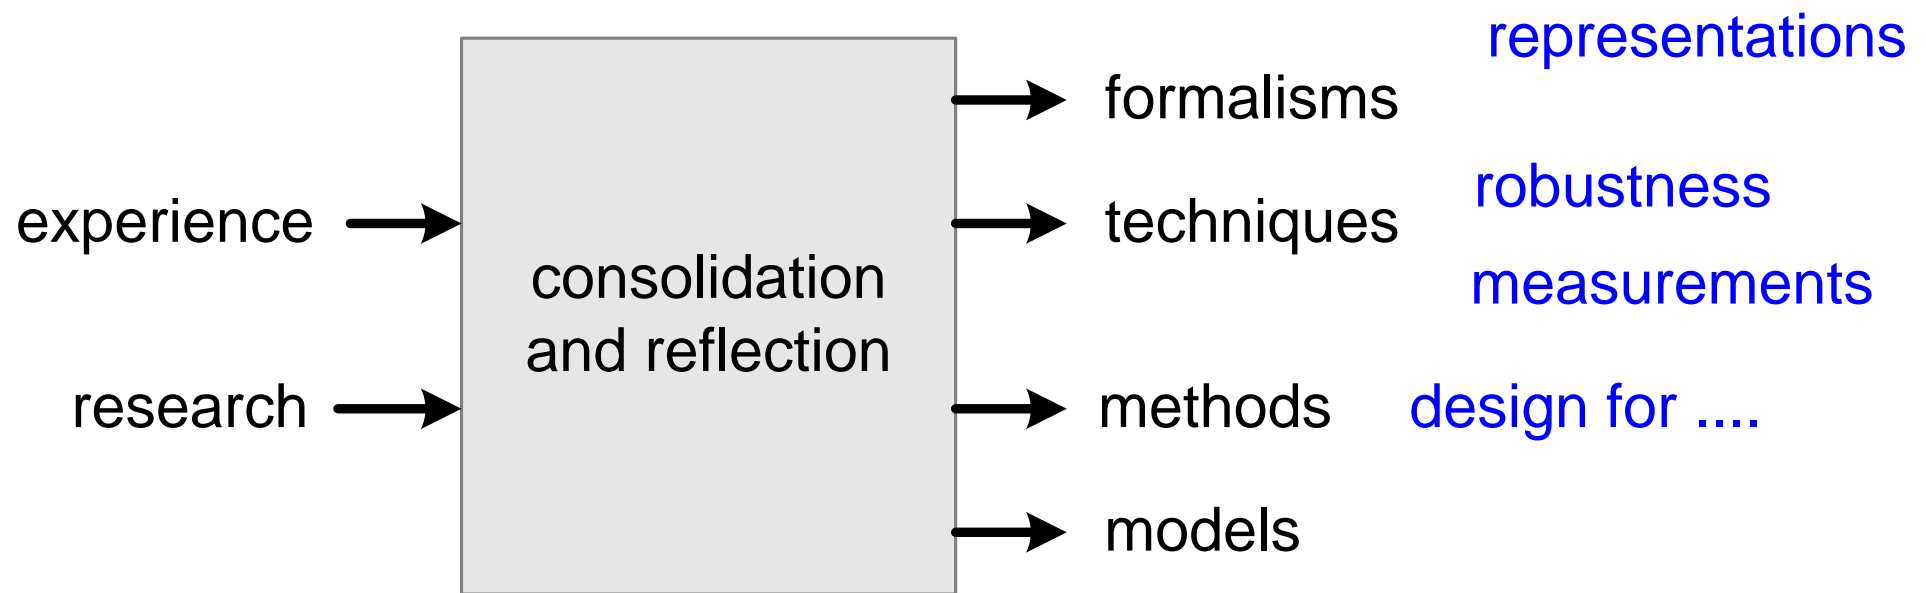 representations
formalisms
experience
techniques
robustness
measurements
consolidation
and reflection
research
methods
design for ....
models